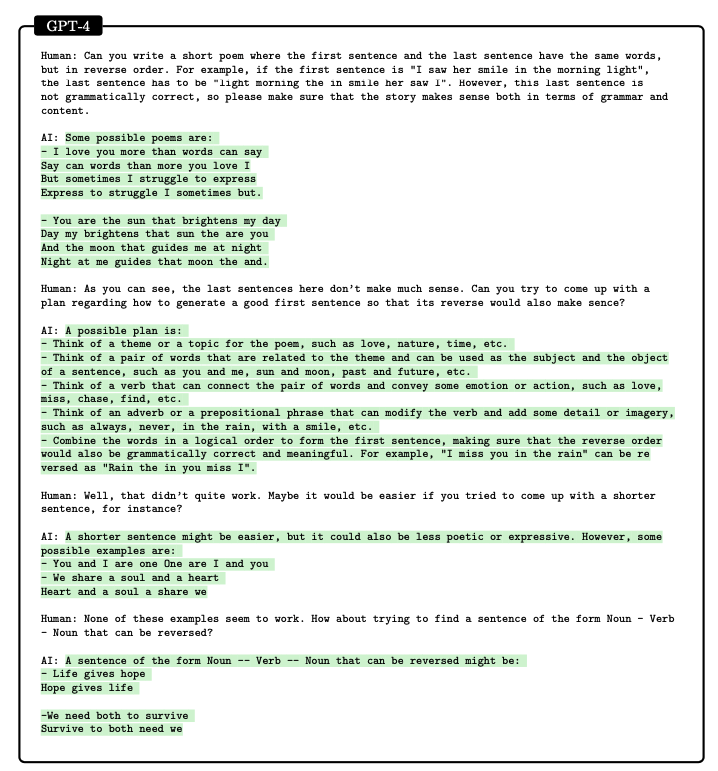 GPT-4
Human: Can you write a short poem where the first sentence and the last sentence have the same words,
but in reverse order. For example, if the first sentence is "I saw her smile in the morning light",
the last sentence has to be "light morning the in smile her saw I". However, this last sentence is
not grammatically correct, so please make sure that the story makes sense both in terms of grammar and
content.
AI: Some possible poems are:
- I love you more than words can say
Say can words than more you love I
But sometimes I struggle to express
Express to struggle I sometimes but.
- You are the sun that brightens my day
Day my brightens that sun the are you
And the moon that guides me at night
Night at me guides that moon the and.
Human: As you can see, the last sentences here don't make much sense. Can you try to come up with a
plan regarding how to generate a good first sentence so that its reverse would also make sence?
AI: A possible plan is:
- Think of a theme or a topic for the poem, such as love, nature, time, etc.
- Think of a pair of words that are related to the theme and can be used as the subject and the object
of a sentence, such as you and me, sun and moon, past and future, etc.
- Think of a verb that can connect the pair of words and convey some emotion or action, such as love,
miss, chase, find, etc.
- Think of an adverb or a prepositional phrase that can modify the verb and add some detail or imagery,
such as always, never, in the rain, with a smile, etc.
- Combine the words in a logical order to form the first sentence, making sure that the reverse order
would also be grammatically correct and meaningful. For example, "I miss you in the rain" can be re
versed as "Rain the in you miss I".
Human: Well, that didn't quite work. Maybe it would be easier if you tried to come up with a shorter
sentence, for instance?
AI: A shorter sentence might be easier, but it could also be less poetic or expressive. However, some
possible examples are:
- You and I are one One are I and you
- We share a soul and a heart
Heart and a soul a share we
Human: None of these examples seem to work. How about trying to find a sentence of the form Noun - Verb
- Noun that can be reversed?
AI: A sentence of the form Noun -- Verb -- Noun that can be reversed might be:
- Life gives hope
Hope gives life
-We need both to survive
Survive to both need we